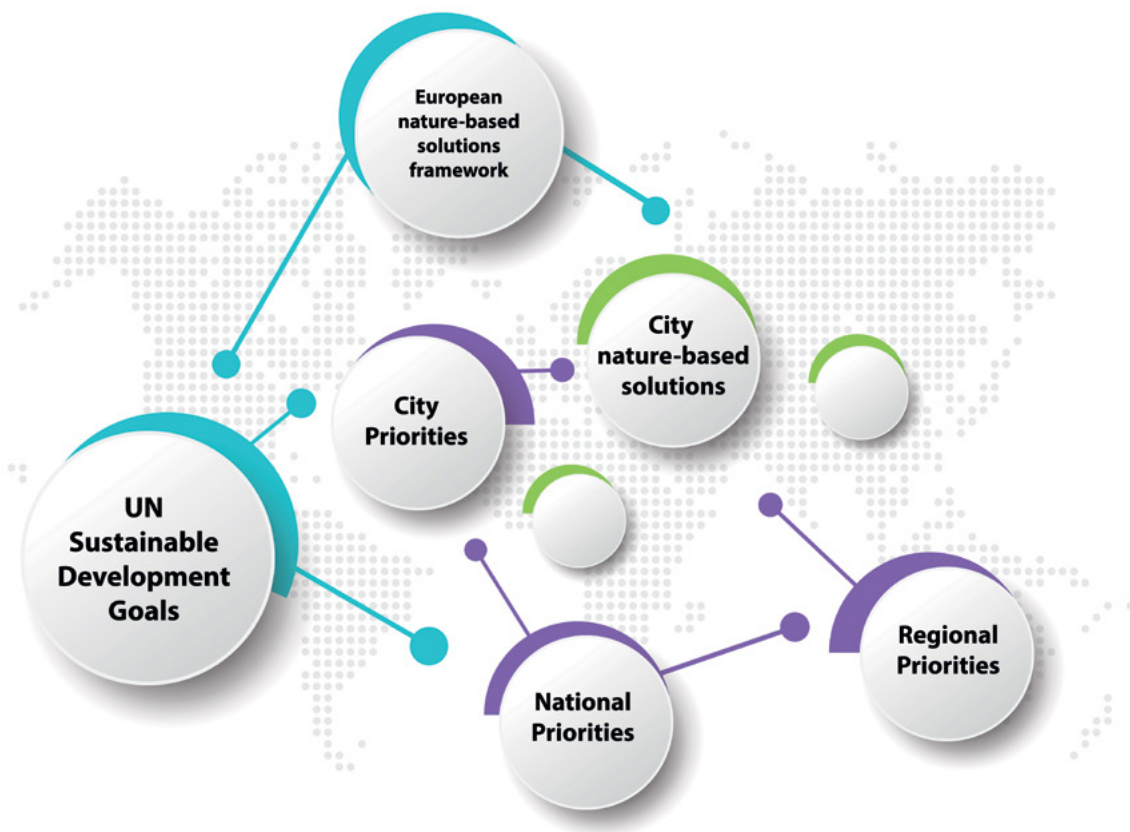 European
nature-based
solutions
framework
City
nature-based
solutions
City
Priorities
UN
Sustainable
Development
Goals
Regional
Priorities
National
Priorities